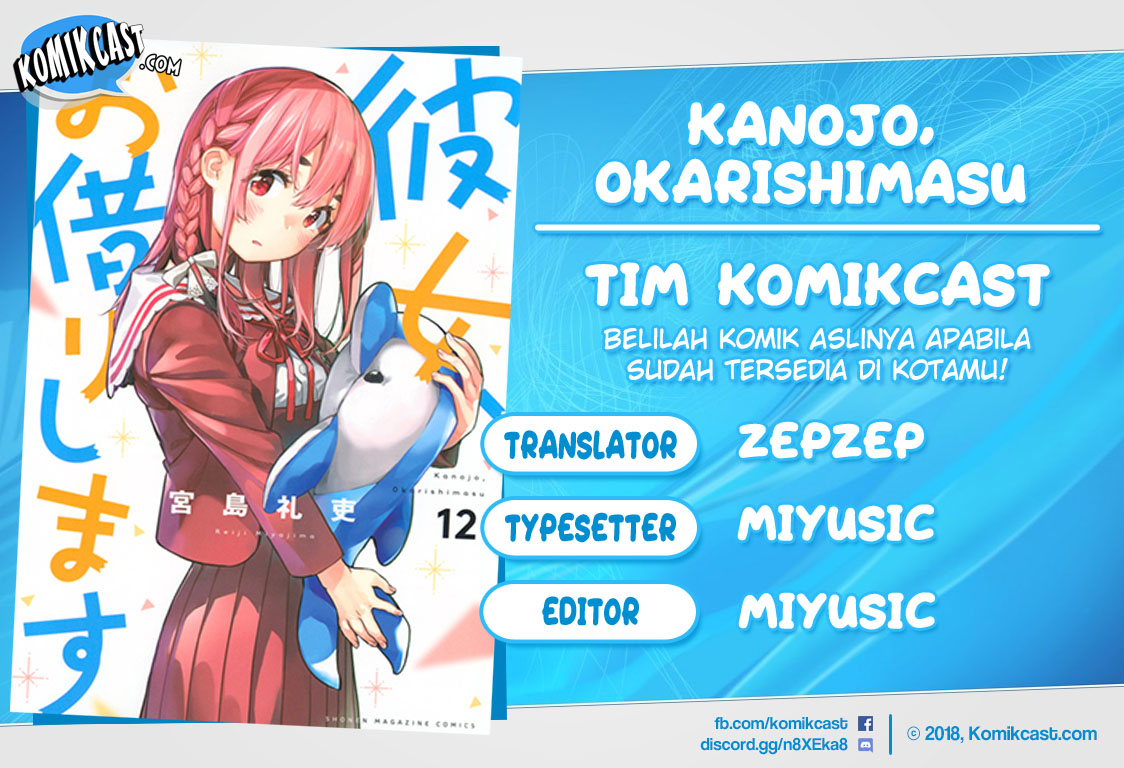 KOMIKCAST
.COM
彼女、
お借りします
Kanojo,
Okarishimasu
12
宮島礼吏
Reiji Miyajima
SHONEN MAGAZINE COMICS
KANOJO,
OKARISHIMASU
TIM KOMIKCAST
BELILAH KOMIK ASLINYA APABILA
SUDAH TERSEDIA DI KOTAMU!
TRANSLATOR ZEPZEP
TYPESETTER MIYUSIC
EDITOR MIYUSIC
fb.com/komikcast
discord.gg/n8XEka8
© 2018, Komikcast.com